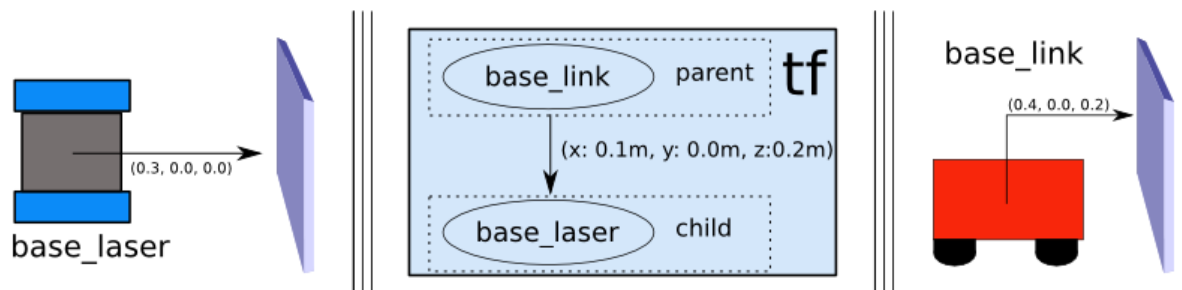 (0.3, 0.0, 0.0)
base_laser
base_link parent tf
(x: 0.1m, y: 0.0m, z:0.2m)
base_laser child
base_link
(0.4, 0.0, 0.2)